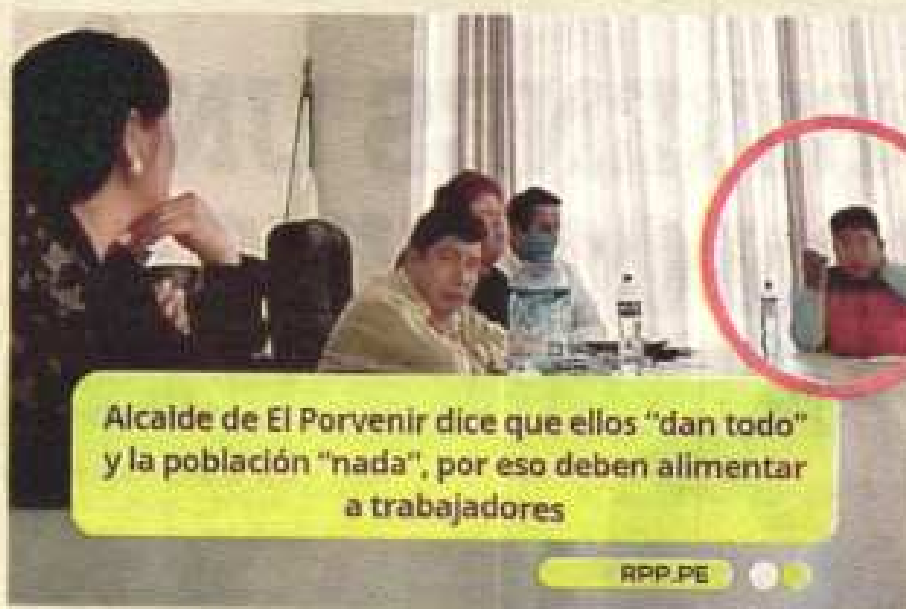 Alcalde de El Porvenir dice que ellos "dan todo"
y la población "nada", por eso deben alimentar
a trabajadores
RPP.PE